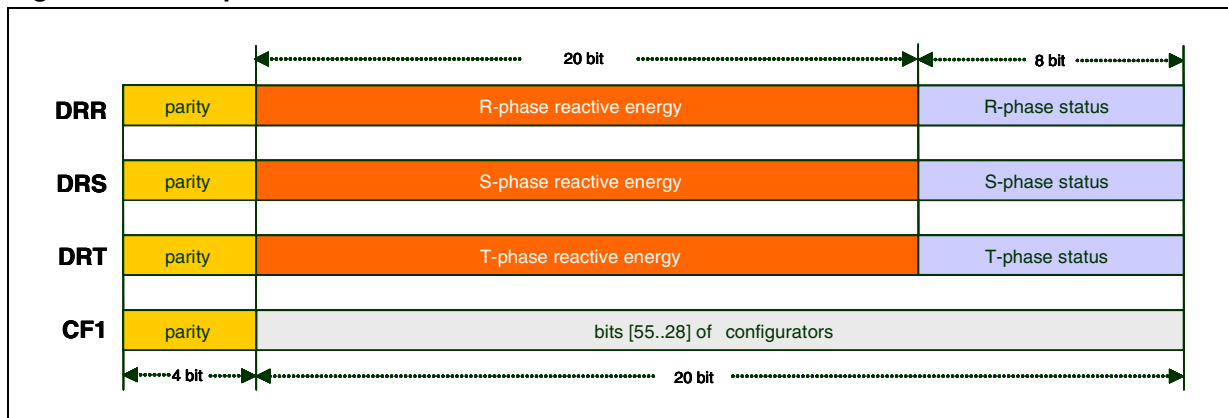 20 bit
8 bit
DRR
parity
R-phase reactive energy
R-phase status
DRS
parity
S-phase reactive energy
S-phase status
DRT
parity
T-phase reactive energy
T-phase status
CF1
parity
bits [55..28] of configurators
4 bit
20 bit